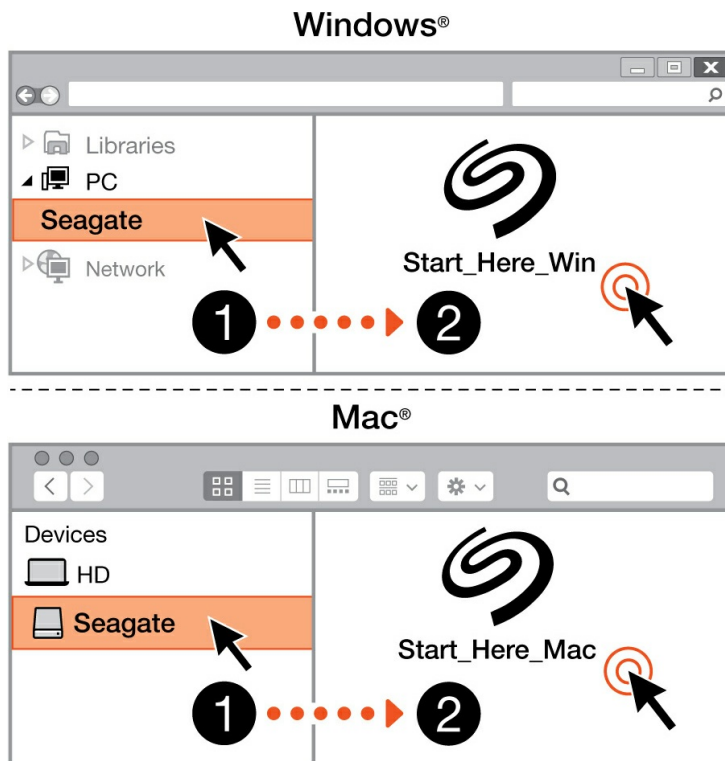 Windows®
Libraries
PC
Seagate
Start_Here_Win
Network
1
2
Mac®
Devices
HD
Seagate
Start_Here_Mac
1
2